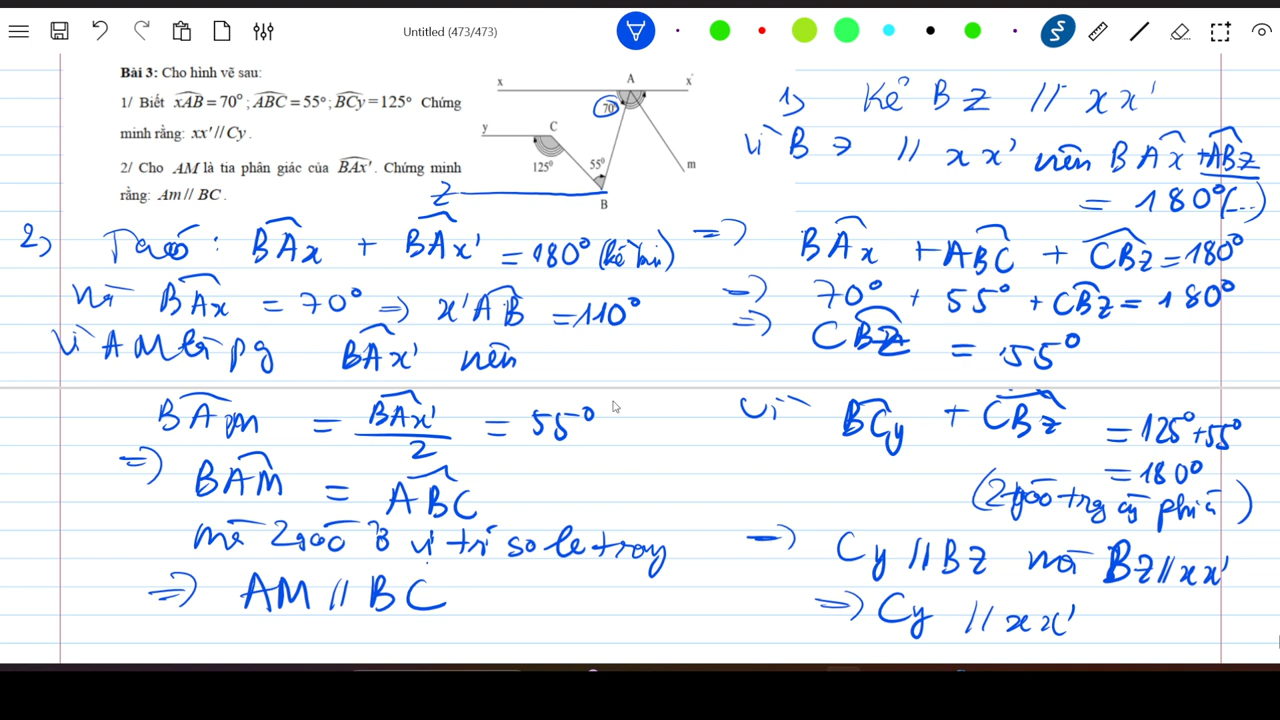 Untitled (473/473)
Bài 3: Cho hình vẽ sau:
1/ Biết xAB = 70° ; ABC = 55° ; BCy = 125° Chứng
minh rằng: xx' // Cy .
2/ Cho AM là tia phân giác của BAx' . Chứng minh
rằng: Am // BC .
x A x'
70°
y C
125° 55° m
z B
1) Kẻ Bz // xx'
Vì Bz // xx' nên BAx + ABz
= 180° (...)
=> BAx + ABC + CBz = 180°
=> 70° + 55° + CBz = 180°
=> CBz = 55°
Vì BCy + CBz = 125° + 55°
= 180°
(2 góc trg cg phía)
=> Cy // Bz mà Bz // xx'
=> Cy // xx'
2) Ta có : BAx + BAx' = 180° (kề bù)
mà BAx = 70° => x'AB = 110°
Vì AM là pg BAx' nên
BAM = BAx' / 2 = 55°
=> BAM = ABC
mà 2 góc ở vị trí so le trog
=> AM // BC